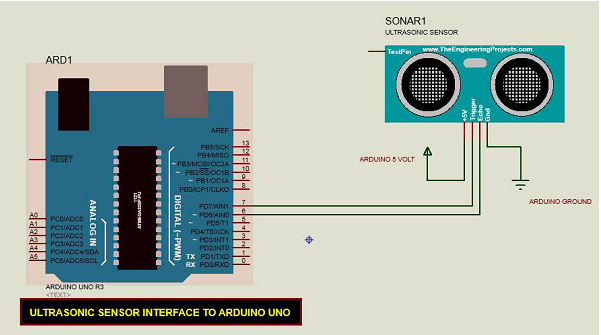 SONAR1
ULTRASONIC SENSOR
TestPin
www.TheEngineeringProjects.com
+5V
Trigger
Echo
Gnd
ARDUINO 5 VOLT
ARDUINO GROUND
ARD1
RESET
AREF
PB5/SCK 13
PB4/MISO 12
~ PB3/MOSI/OC2A 11
~ PB2/SS/OC1B 10
~ PB1/OC1A 9
PB0/ICP1/CLKO 8
PD7/AIN1 7
~ PD6/AIN0 6
~ PD5/T1 5
PD4/T0/XCK 4
~ PD3/INT1 3
PD2/INT0 2
TX PD1/TXD 1
RX PD0/RXD 0
DIGITAL (~PWM)
ANALOG IN
A0 PC0/ADC0
A1 PC1/ADC1
A2 PC2/ADC2
A3 PC3/ADC3
A4 PC4/ADC4/SDA
A5 PC5/ADC5/SCL
ARDUINO UNO R3
<TEXT>
ULTRASONIC SENSOR INTERFACE TO ARDUINO UNO